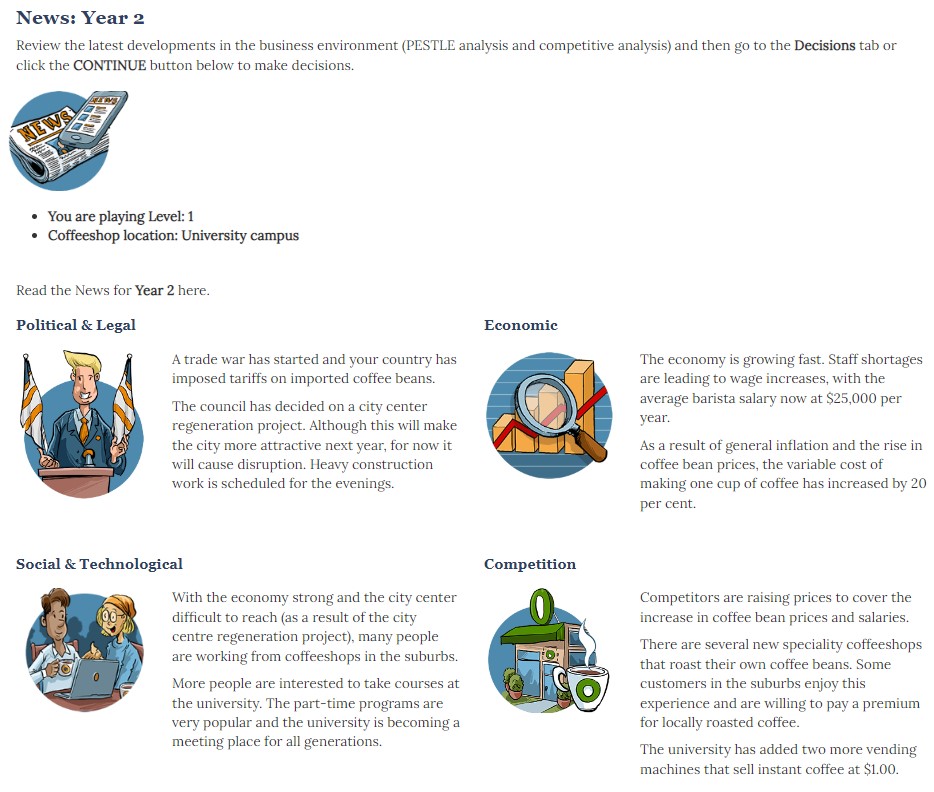 News: Year 2
Review the latest developments in the business environment (PESTLE analysis and competitive analysis) and then go to the Decisions tab or
click the CONTINUE button below to make decisions.
NEWS
NEWS
• You are playing Level: 1
• Coffeeshop location: University campus
Read the News for Year 2 here.
Political & Legal
A trade war has started and your country has
imposed tariffs on imported coffee beans.
The council has decided on a city center
regeneration project. Although this will make
the city more attractive next year, for now it
will cause disruption. Heavy construction
work is scheduled for the evenings.
Economic
The economy is growing fast. Staff shortages
are leading to wage increases, with the
average barista salary now at $25,000 per
year.
As a result of general inflation and the rise in
coffee bean prices, the variable cost of
making one cup of coffee has increased by 20
per cent.
Social & Technological
With the economy strong and the city center
difficult to reach (as a result of the city
centre regeneration project), many people
are working from coffeeshops in the suburbs.
More people are interested to take courses at
the university. The part-time programs are
very popular and the university is becoming a
meeting place for all generations.
Competition
Competitors are raising prices to cover the
increase in coffee bean prices and salaries.
There are several new speciality coffeeshops
that roast their own coffee beans. Some
customers in the suburbs enjoy this
experience and are willing to pay a premium
for locally roasted coffee.
The university has added two more vending
machines that sell instant coffee at $1.00.